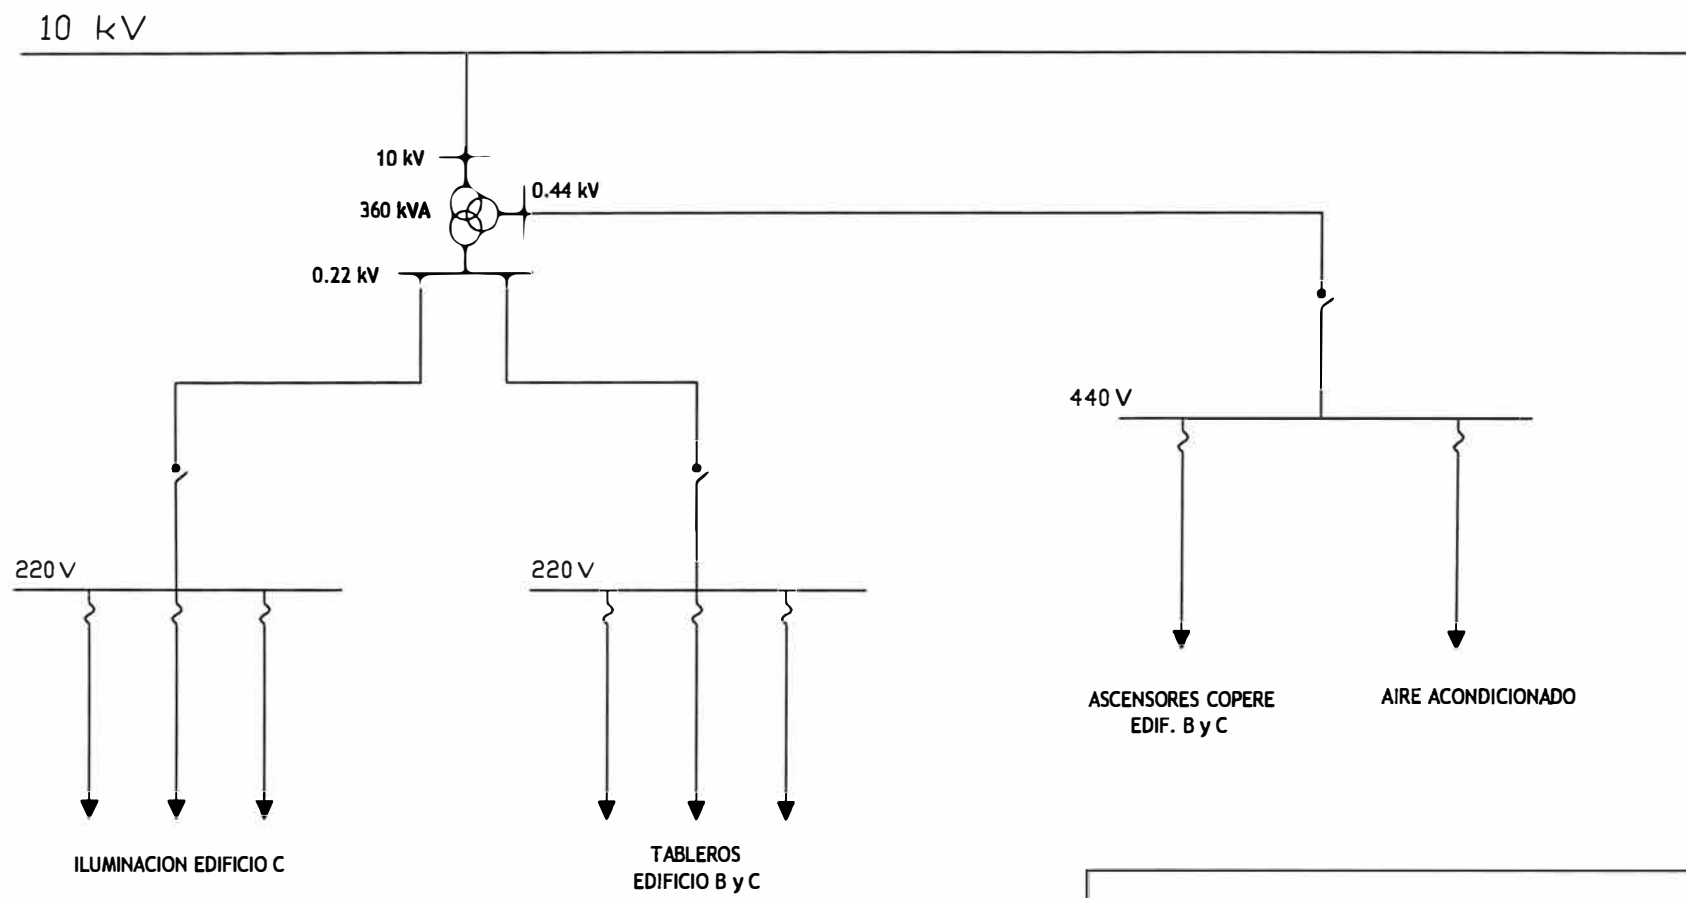 10 kV
10 kV
0.44 kV
360 kVA
0.22 kV
440 V
220 V
220 V
ASCENSORES COPERE
EDIF. B y C
AIRE ACONDICIONADO
ILUMINACION EDIFICIO C
TABLEROS
EDIFICIO B y C